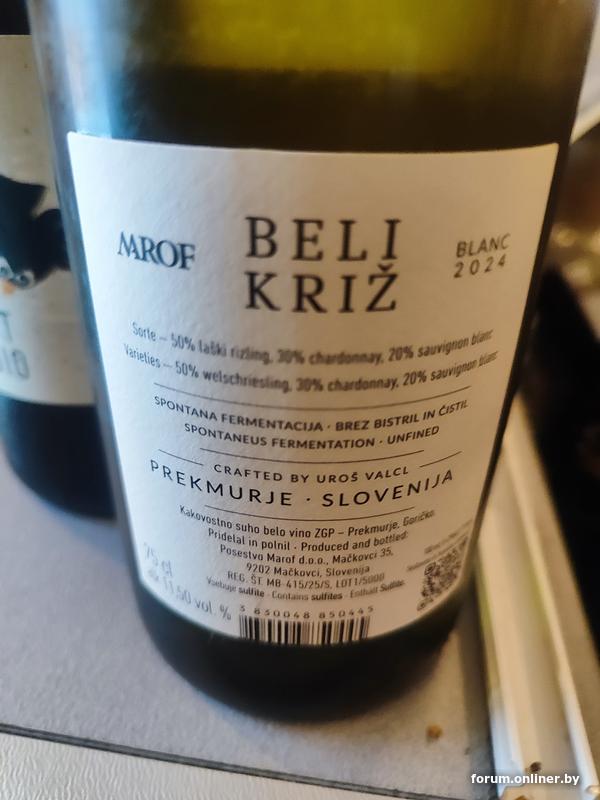 MAROF
BELI
KRIŽ
BLANC
2024
Sorte – 50% laški rizling, 30% chardonnay, 20% sauvignon blanc
Varieties – 50% welschriesling, 30% chardonnay, 20% sauvignon blanc
SPONTANA FERMENTACIJA · BREZ BISTRIL IN ČISTIL
SPONTANEUS FERMENTATION · UNFINED
CRAFTED BY UROŠ VALCL
PREKMURJE · SLOVENIJA
Kakovostno suho belo vino ZGP – Prekmurje, Goričko.
Pridelal in polnil · Produced and bottled:
Posestvo Marof d.o.o., Mačkovci 35,
9202 Mačkovci, Slovenija
REG. ŠT. MB-415/25/S, LOT1/5000
Vsebuje sulfite · Contains sulfites · Enthält Sulfite.
75 cl
alc 11,50 vol. %
3 830048 850445
forum.onliner.by